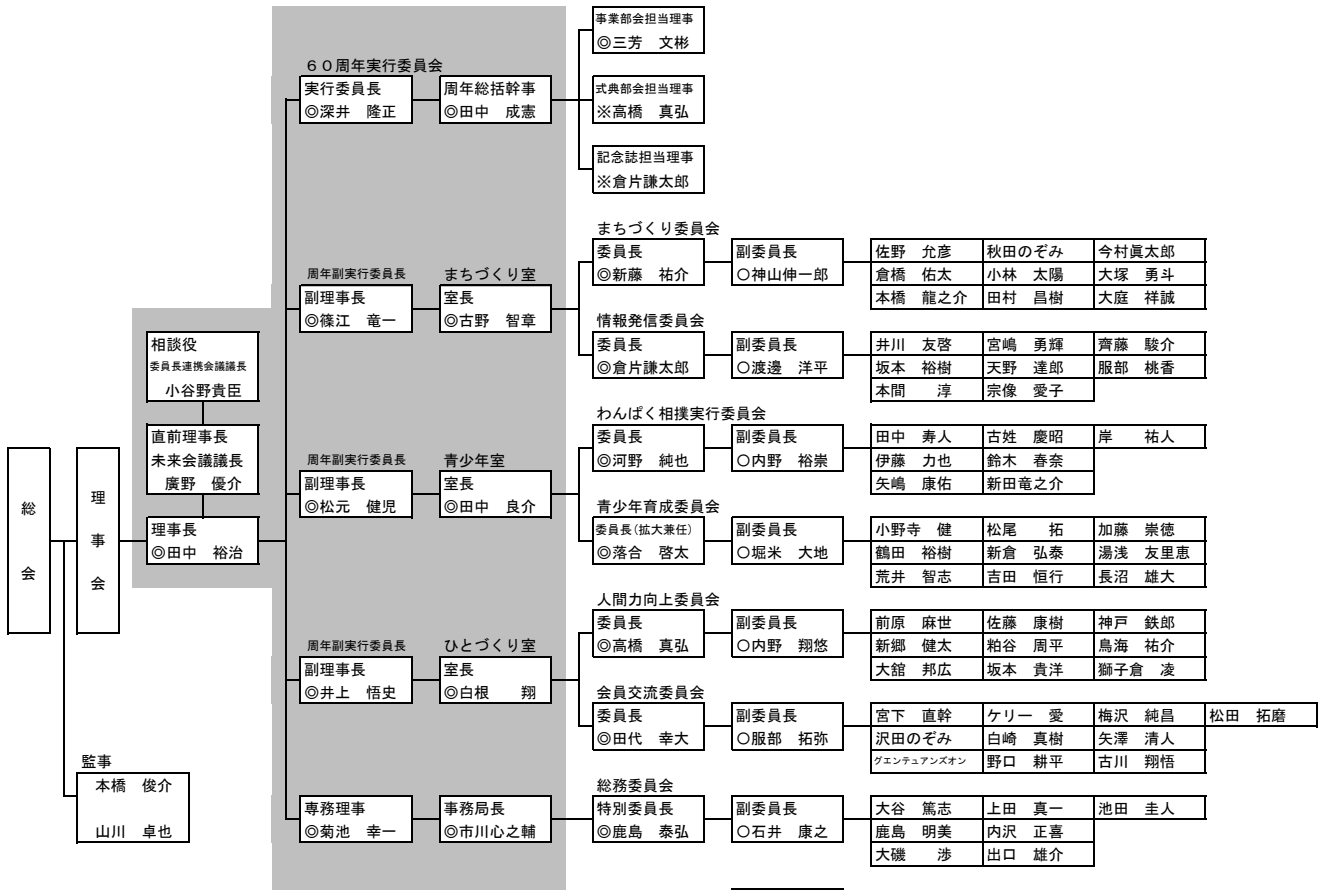 総
会
理
事
会
監事
本橋　俊介
山川　卓也
相談役
委員長連携会議議長
小谷野貴臣
直前理事長
未来会議議長
廣野　優介
理事長
◎田中　裕治
６０周年実行委員会
実行委員長
◎深井　隆正
周年総括幹事
◎田中　成憲
事業部会担当理事
◎三芳　文彬
式典部会担当理事
※高橋　真弘
記念誌担当理事
※倉片謙太郎
周年副実行委員長
副理事長
◎篠江　竜一
まちづくり室
室長
◎古野　智章
まちづくり委員会
委員長
◎新藤　祐介
副委員長
〇神山伸一郎
佐野　允彦　秋田のぞみ　今村眞太郎
倉橋　佑太　小林　太陽　大塚　勇斗
本橋　龍之介　田村　昌樹　大庭　祥誠
情報発信委員会
委員長
◎倉片謙太郎
副委員長
〇渡邊　洋平
井川　友啓　宮嶋　勇輝　齊藤　駿介
坂本　裕樹　天野　達郎　服部　桃香
本間　　淳　宗像　愛子
周年副実行委員長
副理事長
◎松元　健児
青少年室
室長
◎田中　良介
わんぱく相撲実行委員会
委員長
◎河野　純也
副委員長
〇内野　裕崇
田中　寿人　古姓　慶昭　岸　　祐人
伊藤　力也　鈴木　春奈
矢嶋　康佑　新田竜之介
青少年育成委員会
委員長(拡大兼任)
◎落合　啓太
副委員長
〇堀米　大地
小野寺　健　松尾　　拓　加藤　崇徳
鶴田　裕樹　新倉　弘泰　湯浅　友里恵
荒井　智志　吉田　恒行　長沼　雄大
周年副実行委員長
副理事長
◎井上　悟史
ひとづくり室
室長
◎白根　　翔
人間力向上委員会
委員長
◎高橋　真弘
副委員長
〇内野　翔悠
前原　麻世　佐藤　康樹　神戸　鉄郎
新郷　健太　粕谷　周平　鳥海　祐介
大舘　邦広　坂本　貴洋　獅子倉　凌
会員交流委員会
委員長
◎田代　幸大
副委員長
〇服部　拓弥
宮下　直幹　ケリー　愛　梅沢　純昌　松田　拓磨
沢田のぞみ　白崎　真樹　矢澤　清人
グエンテュアンズオン　野口　耕平　古川　翔悟
専務理事
◎菊池　幸一
事務局長
◎市川心之輔
総務委員会
特別委員長
◎鹿島　泰弘
副委員長
〇石井　康之
大谷　篤志　上田　真一　池田　圭人
鹿島　明美　内沢　正喜
大磯　　渉　出口　雄介